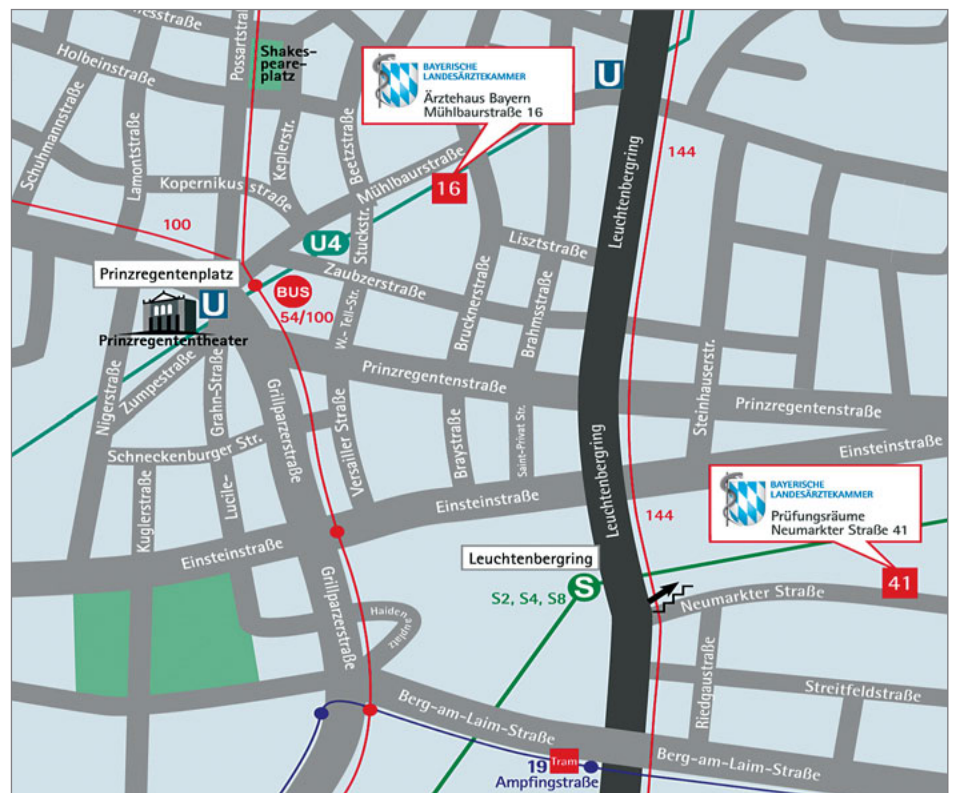 Holbeinstraße
Possartstraße
Shakes-
peare-
platz
BAYERISCHE
LANDESÄRZTEKAMMER
Ärztehaus Bayern
Mühlbaurstraße 16
U
Schuhmannstraße
Lamontstraße
Keplerstr.
Beetzstraße
Mühlbaurstraße
16
144
Leuchtenbergring
Kopernikusstraße
100
U4
Stuckstr.
Lisztstraße
Prinzregentenplatz
BUS
54/100
Zaubzerstraße
U
Prinzregententheater
W.- Tell-Str.
Brucknerstraße
Brahmsstraße
Nigerstraße
Zumpestraße
Grahn-Straße
Grillparzerstraße
Prinzregentenstraße
Steinhauserstr.
Prinzregentenstraße
Schneckenburger Str.
Versailler Straße
Braystraße
Saint-Privat Str.
Leuchtenbergring
Einsteinstraße
Kuglerstraße
Lucile-
Einsteinstraße
BAYERISCHE
LANDESÄRZTEKAMMER
Prüfungsräume
Neumarkter Straße 41
144
Einsteinstraße
Leuchtenbergring
S
S2, S4, S8
41
Neumarkter Straße
Grillparzerstraße
Haiden
auplatz
Riedgaustraße
Streitfeldstraße
Berg-am-Laim-Straße
Berg-am-Laim-Straße
19
Tram
Ampfingstraße